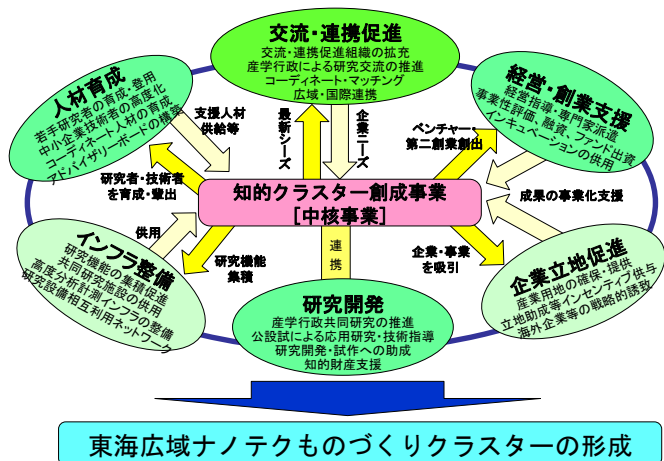 交流・連携促進
交流・連携促進組織の拡充
産学行政による研究交流の推進
コーディネート・マッチング
広域・国際連携
人材育成
若手研究者の育成・登用
中小企業技術者の高度化
コーディネート人材の育成
アドバイザリーボードの構築
経営・創業支援
経営指導・専門家派遣
事業性評価、融資、ファンド出資
インキュベーションの供用
支援人材
供給等
最新シーズ
企業ニーズ
ベンチャー・
第二創業創出
研究者・技術者
を育成・輩出
知的クラスター創成事業
[中核事業]
成果の事業化支援
供用
研究機能
集積
連携
企業・事業
を吸引
インフラ整備
研究機能の集積促進
共同研究施設の供用
高度分析計測インフラの整備
研究設備相互利用ネットワーク
企業立地促進
産業用地の確保・提供
立地助成等インセンティブ供与
海外企業等の戦略的誘致
研究開発
産学行政共同研究の推進
公設試による応用研究・技術指導
研究開発・試作への助成
知的財産支援
東海広域ナノテクものづくりクラスターの形成